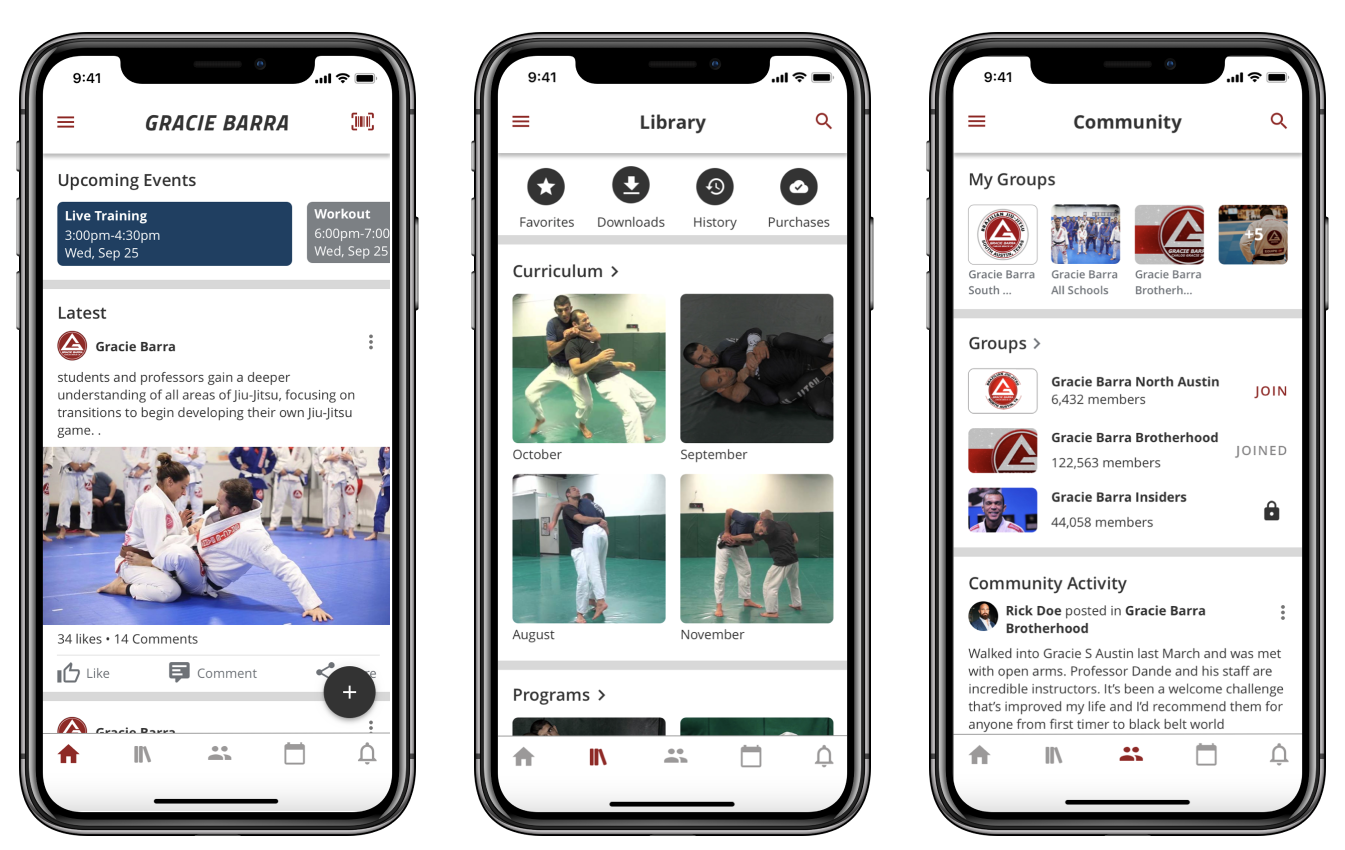 9:41
GRACIE BARRA
Upcoming Events
Live Training
3:00pm-4:30pm
Wed, Sep 25
Workout
6:00pm-7:00
Wed, Sep 25
Latest
Gracie Barra
students and professors gain a deeper
understanding of all areas of Jiu-Jitsu, focusing on
transitions to begin developing their own Jiu-Jitsu
game. .
34 likes • 14 Comments
Like
Comment
Gracie Barra
9:41
Library
Favorites
Downloads
History
Purchases
Curriculum
October
September
August
November
Programs
9:41
Community
My Groups
+5
Gracie Barra
South ...
Gracie Barra
All Schools
Gracie Barra
Brotherh...
Groups
Gracie Barra North Austin
6,432 members
JOIN
Gracie Barra Brotherhood
122,563 members
JOINED
Gracie Barra Insiders
44,058 members
Community Activity
Rick Doe posted in Gracie Barra
Brotherhood
Walked into Gracie S Austin last March and was met
with open arms. Professor Dande and his staff are
incredible instructors. It's been a welcome challenge
that's improved my life and I'd recommend them for
anyone from first timer to black belt world